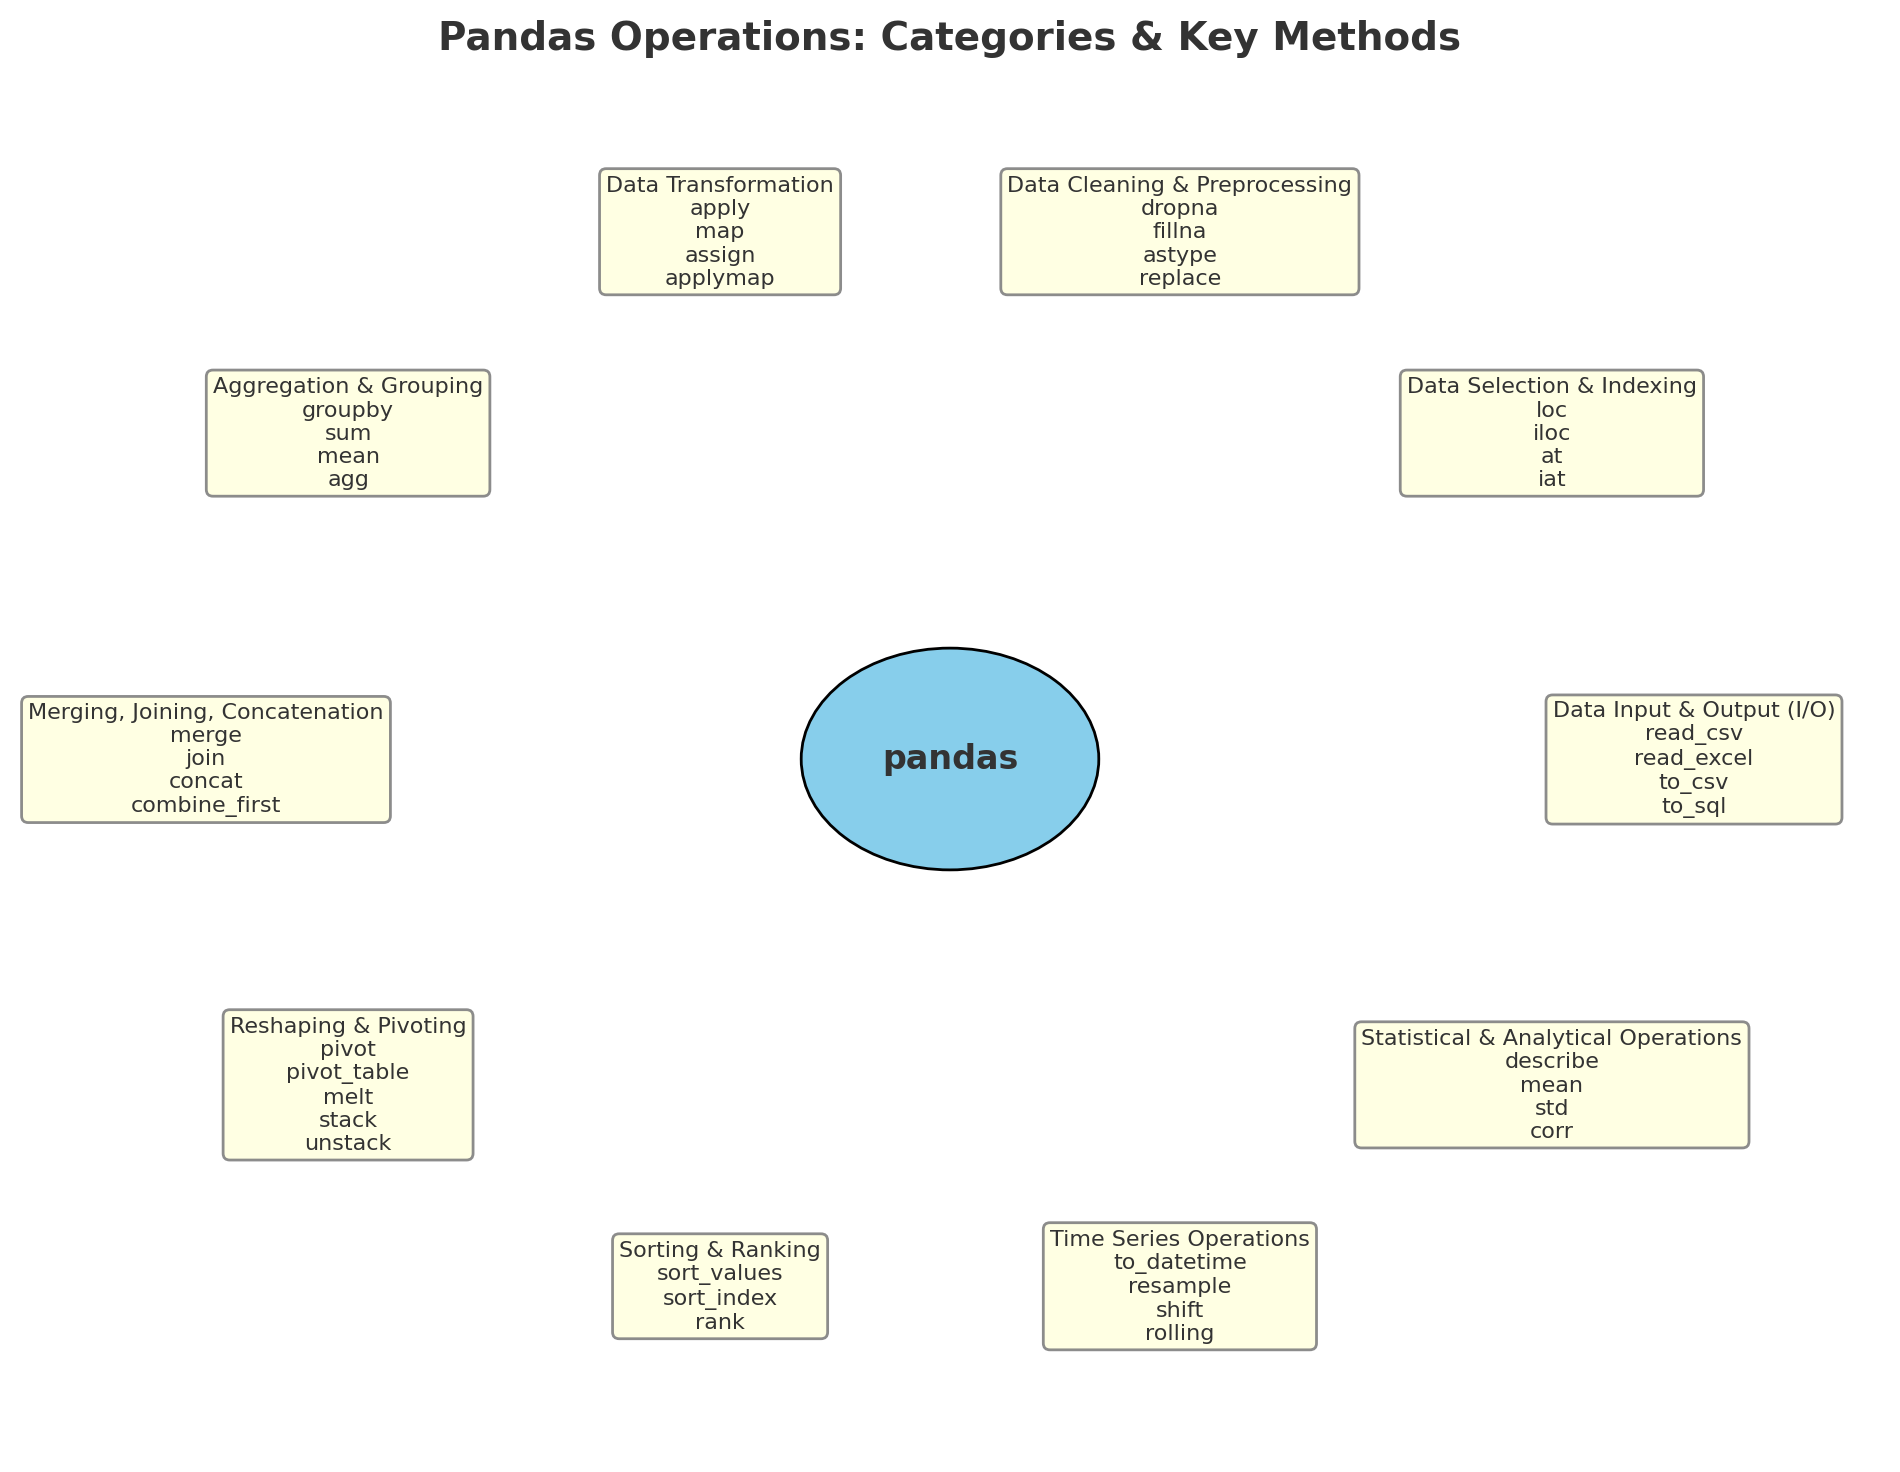 Pandas Operations: Categories & Key Methods
Data Transformation
apply
map
assign
applymap
Data Cleaning & Preprocessing
dropna
fillna
astype
replace
Aggregation & Grouping
groupby
sum
mean
agg
Data Selection & Indexing
loc
iloc
at
iat
Merging, Joining, Concatenation
merge
join
concat
combine_first
pandas
Data Input & Output (I/O)
read_csv
read_excel
to_csv
to_sql
Reshaping & Pivoting
pivot
pivot_table
melt
stack
unstack
Statistical & Analytical Operations
describe
mean
std
corr
Sorting & Ranking
sort_values
sort_index
rank
Time Series Operations
to_datetime
resample
shift
rolling